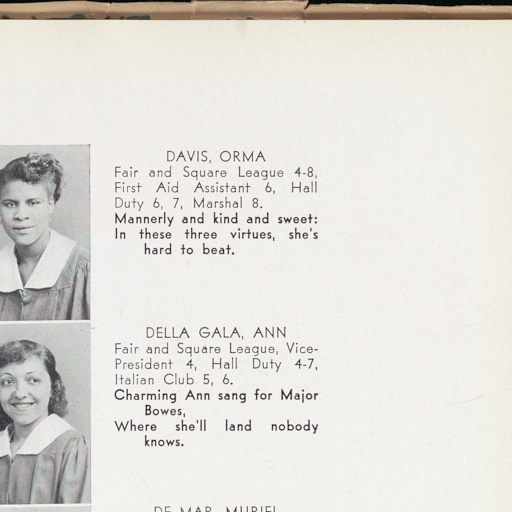 DAVIS, ORMA
Fair and Square League 4-8,
First Aid Assistant 6, Hall
Duty 6, 7, Marshal 8.
Mannerly and kind and sweet:
In these three virtues, she's
hard to beat.
DELLA GALA, ANN
Fair and Square League, Vice-
President 4, Hall Duty 4-7,
Italian Club 5, 6.
Charming Ann sang for Major
Bowes,
Where she'll land nobody
knows.
DE MAR, MURIEL